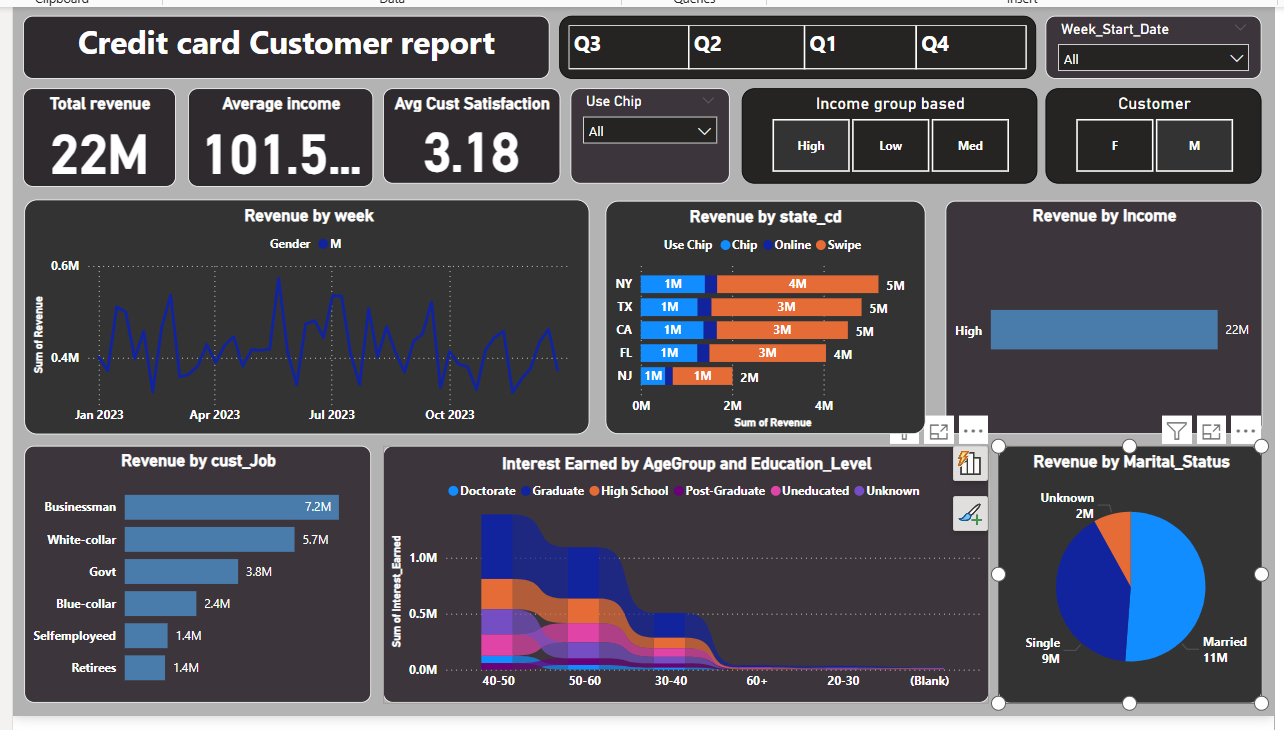 Clipboard
Data
Queries
Insert
Credit card Customer report
Q3
Q2
Q1
Q4
Week_Start_Date
All
Total revenue
22M
Average income
101.5...
Avg Cust Satisfaction
3.18
Use Chip
All
Income group based
High
Low
Med
Customer
F
M
Revenue by week
Gender M
0.6M
0.4M
Sum of Revenue
Jan 2023
Apr 2023
Jul 2023
Oct 2023
Revenue by state_cd
Use Chip Chip Online Swipe
NY 1M 4M 5M
TX 1M 3M 5M
CA 1M 3M 5M
FL 1M 3M 4M
NJ 1M 1M 2M
0M 2M 4M
Sum of Revenue
Revenue by Income
High 22M
Revenue by cust_Job
Businessman 7.2M
White-collar 5.7M
Govt 3.8M
Blue-collar 2.4M
Selfemployeed 1.4M
Retirees 1.4M
Interest Earned by AgeGroup and Education_Level
Doctorate Graduate High School Post-Graduate Uneducated Unknown
1.0M
0.5M
0.0M
Sum of Interest_Earned
40-50 50-60 30-40 60+ 20-30 (Blank)
Revenue by Marital_Status
Unknown
2M
Single
9M
Married
11M